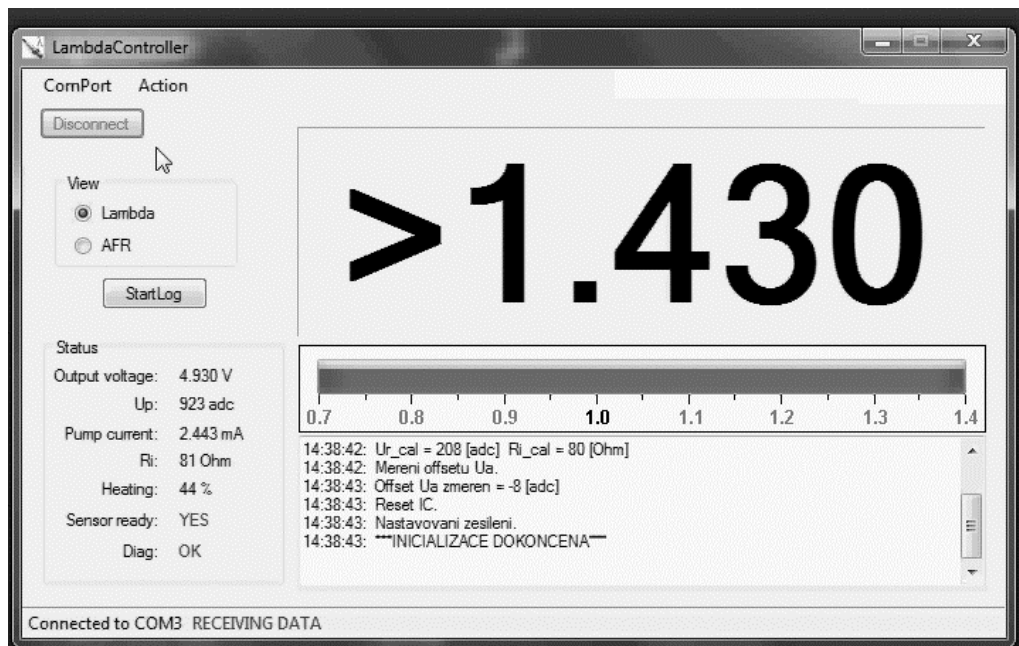 LambdaController
ComPort Action
Disconnect
>1.430
View
Lambda
AFR
StartLog
Status
Output voltage: 4.930 V
Up: 923 adc
Pump current: 2.443 mA
Ri: 81 Ohm
Heating: 44 %
Sensor ready: YES
Diag: OK
0.7 0.8 0.9 1.0 1.1 1.2 1.3 1.4
14:38:42: Ur_cal = 208 [adc] Ri_cal = 80 [Ohm]
14:38:42: Mereni offsetu Ua.
14:38:43: Offset Ua zmeren = -8 [adc]
14:38:43: Reset IC.
14:38:43: Nastavovani zesileni.
14:38:43: ***INICIALIZACE DOKONCENA***
Connected to COM3 RECEIVING DATA